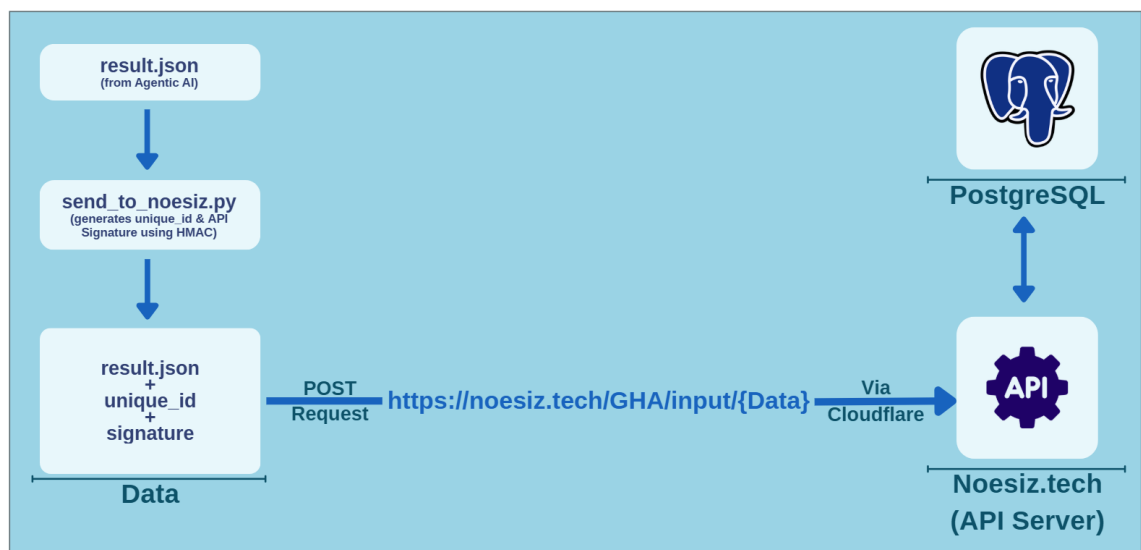 result.json
(from Agentic AI)
send_to_noesiz.py
(generates unique_id & API
Signature using HMAC)
result.json
+
unique_id
+
signature
Data
POST
Request
https://noesiz.tech/GHA/input/{Data}
Via
Cloudflare
PostgreSQL
API
Noesiz.tech
(API Server)